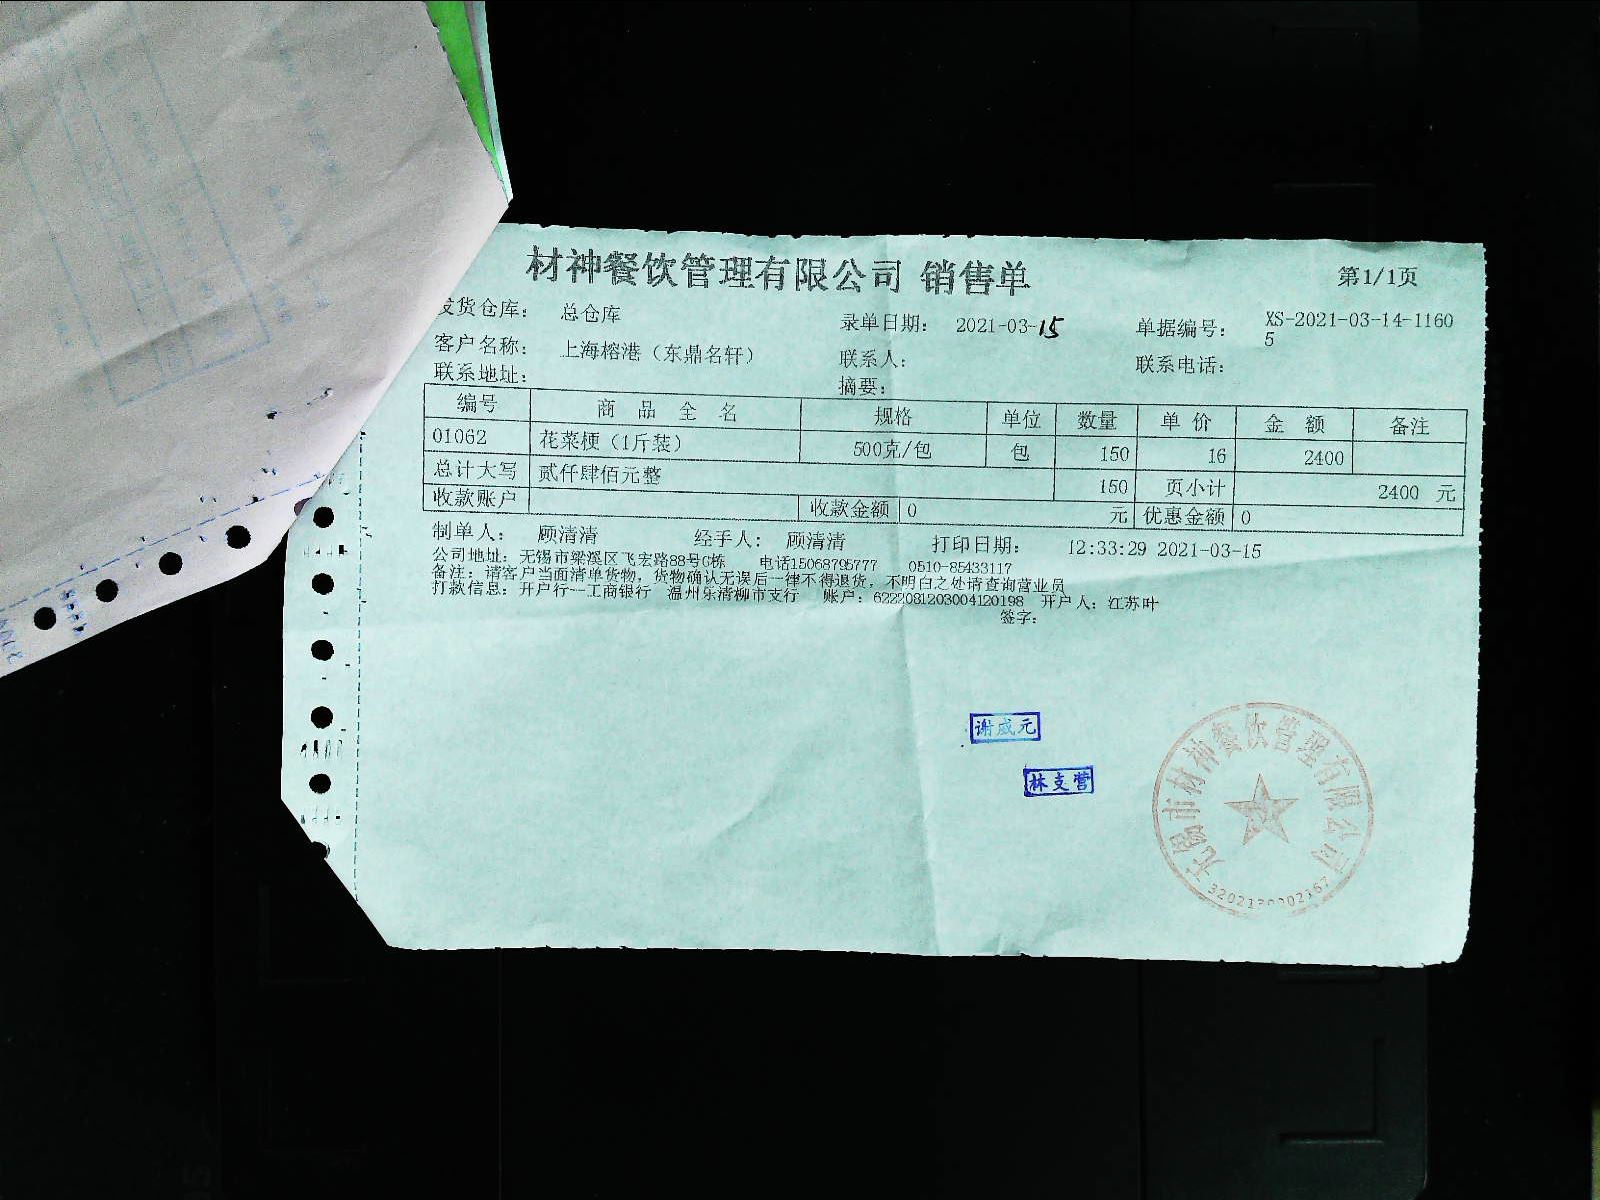 材神餐饮管理有限公司 销售单 第1/1页
发货仓库: 总仓库 录单日期: 2021-03-15 单据编号: XS-2021-03-14-1160
5
客户名称: 上海榕港（东鼎名轩） 联系人: 联系电话:
联系地址: 摘要:
编号 商品全名 规格 单位 数量 单价 金额 备注
01062 花菜梗（1斤装） 500克/包 包 150 16 2400
总计大写 贰仟肆佰元整 150 页小计 2400 元
收款账户 收款金额 0 元 优惠金额 0
制单人: 顾清清 经手人: 顾清清 打印日期: 12:33:29 2021-03-15
公司地址: 无锡市梁溪区飞宏路88号G栋 电话15068795777 0510-85433117
备注: 请客户当面清单货物, 货物确认无误后一律不得退货, 不明白之处请查询营业员
打款信息: 开户行--工商银行 温州乐清柳市支行 账户: 6222081203004120198 开户人: 江苏叶
签字:
谢成元
林支营
无锡市材神餐饮管理有限公司